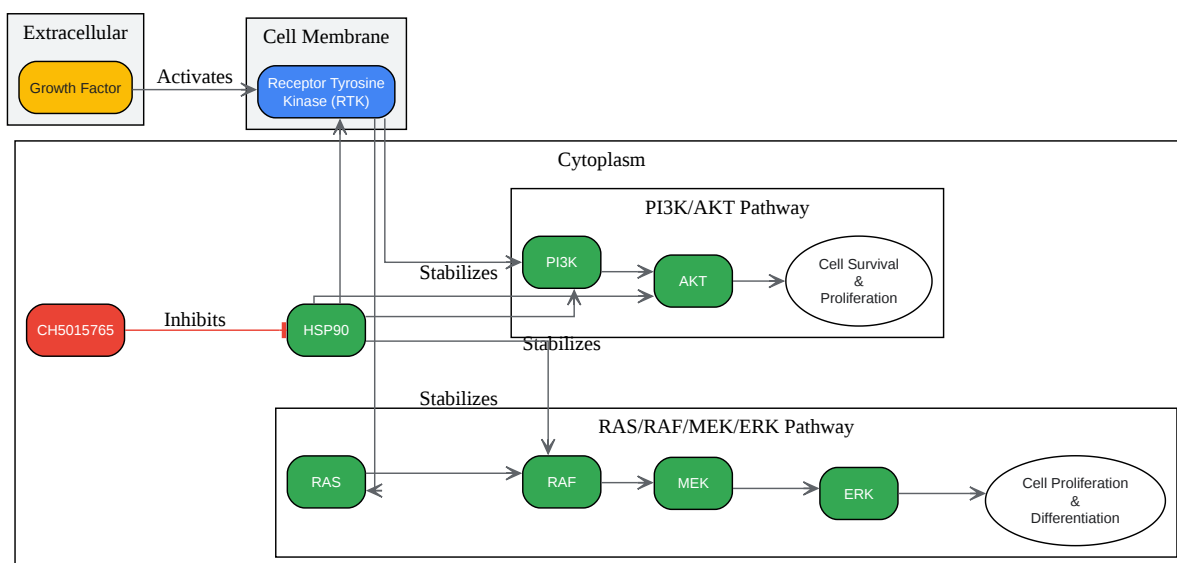 Extracellular
Growth Factor
Activates
Cell Membrane
Receptor Tyrosine
Kinase (RTK)
Cytoplasm
PI3K/AKT Pathway
PI3K
Stabilizes
AKT
Cell Survival
&
Proliferation
CH5015765
Inhibits
HSP90
Stabilizes
Stabilizes
RAS/RAF/MEK/ERK Pathway
RAS
RAF
MEK
ERK
Cell Proliferation
&
Differentiation